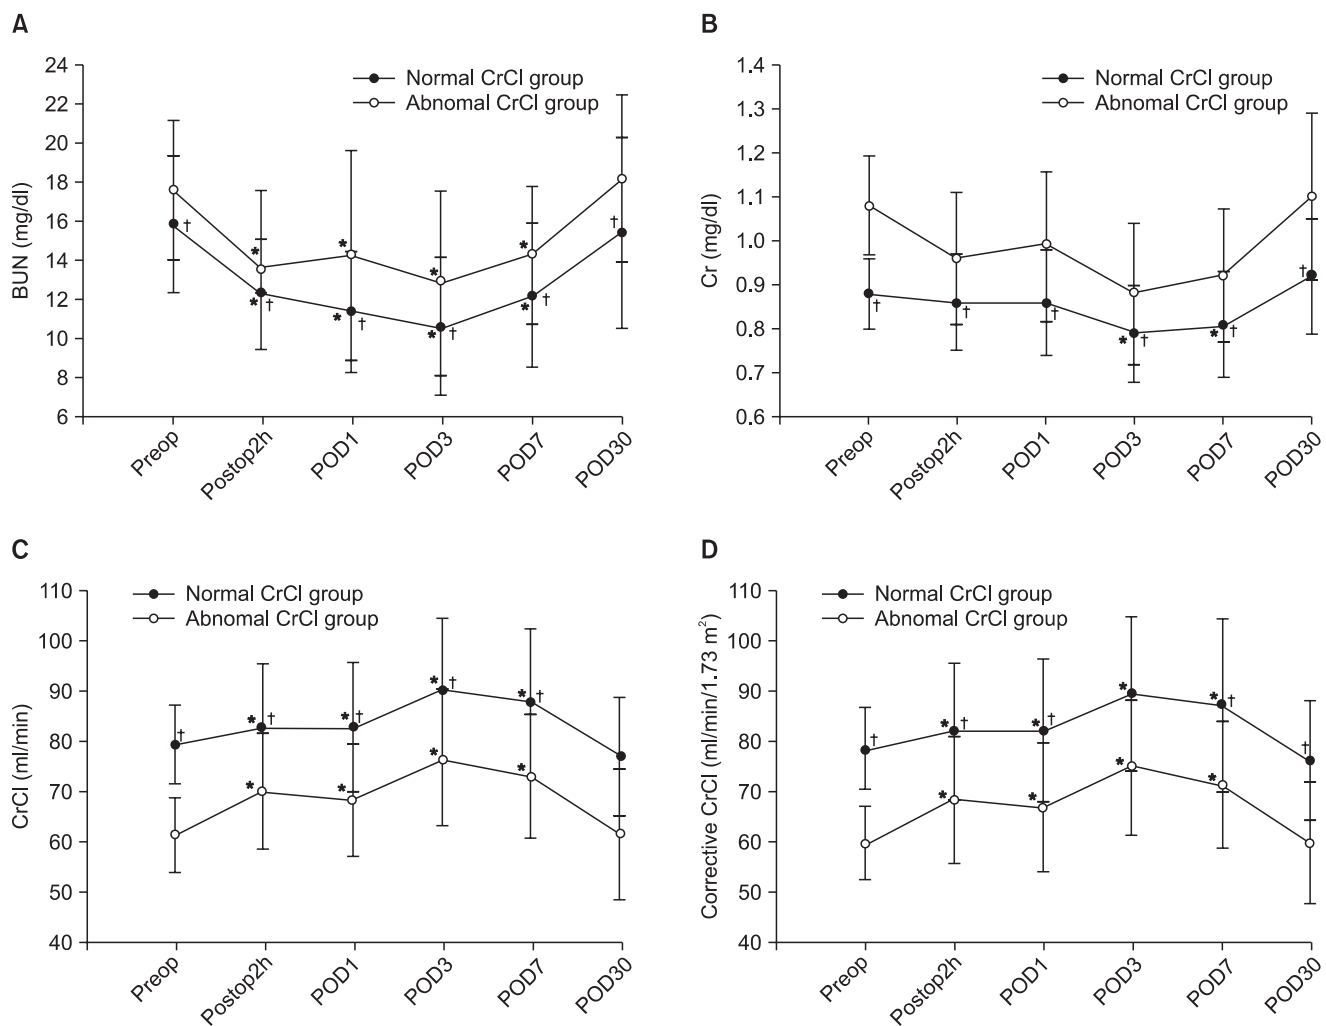 A
BUN (mg/dl)
24
22
20
18
16
14
12
10
8
6
Normal CrCl group
Abnomal CrCl group
†
* * † * * † * * † * * † †
Preop Postop2h POD1 POD3 POD7 POD30
B
Cr (mg/dl)
1.4
1.3
1.2
1.1
1.0
0.9
0.8
0.7
0.6
Normal CrCl group
Abnomal CrCl group
† † † * † * † †
Preop Postop2h POD1 POD3 POD7 POD30
C
CrCl (ml/min)
110
100
90
80
70
60
50
40
Normal CrCl group
Abnomal CrCl group
† * † * * † * * † * * † *
Preop Postop2h POD1 POD3 POD7 POD30
D
Corrective CrCl (ml/min/1.73 m²)
110
100
90
80
70
60
50
40
Normal CrCl group
Abnomal CrCl group
† * † * * † * * * * † * †
Preop Postop2h POD1 POD3 POD7 POD30